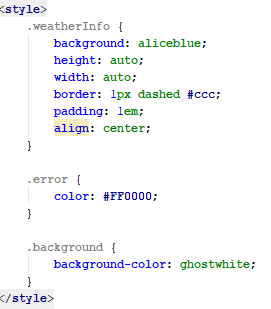 <style>
.weatherInfo {
background: aliceblue;
height: auto;
width: auto;
border: 1px dashed #ccc;
padding: 1em;
align: center;
}
.error {
color: #FF0000;
}
.background {
background-color: ghostwhite;
}
</style>